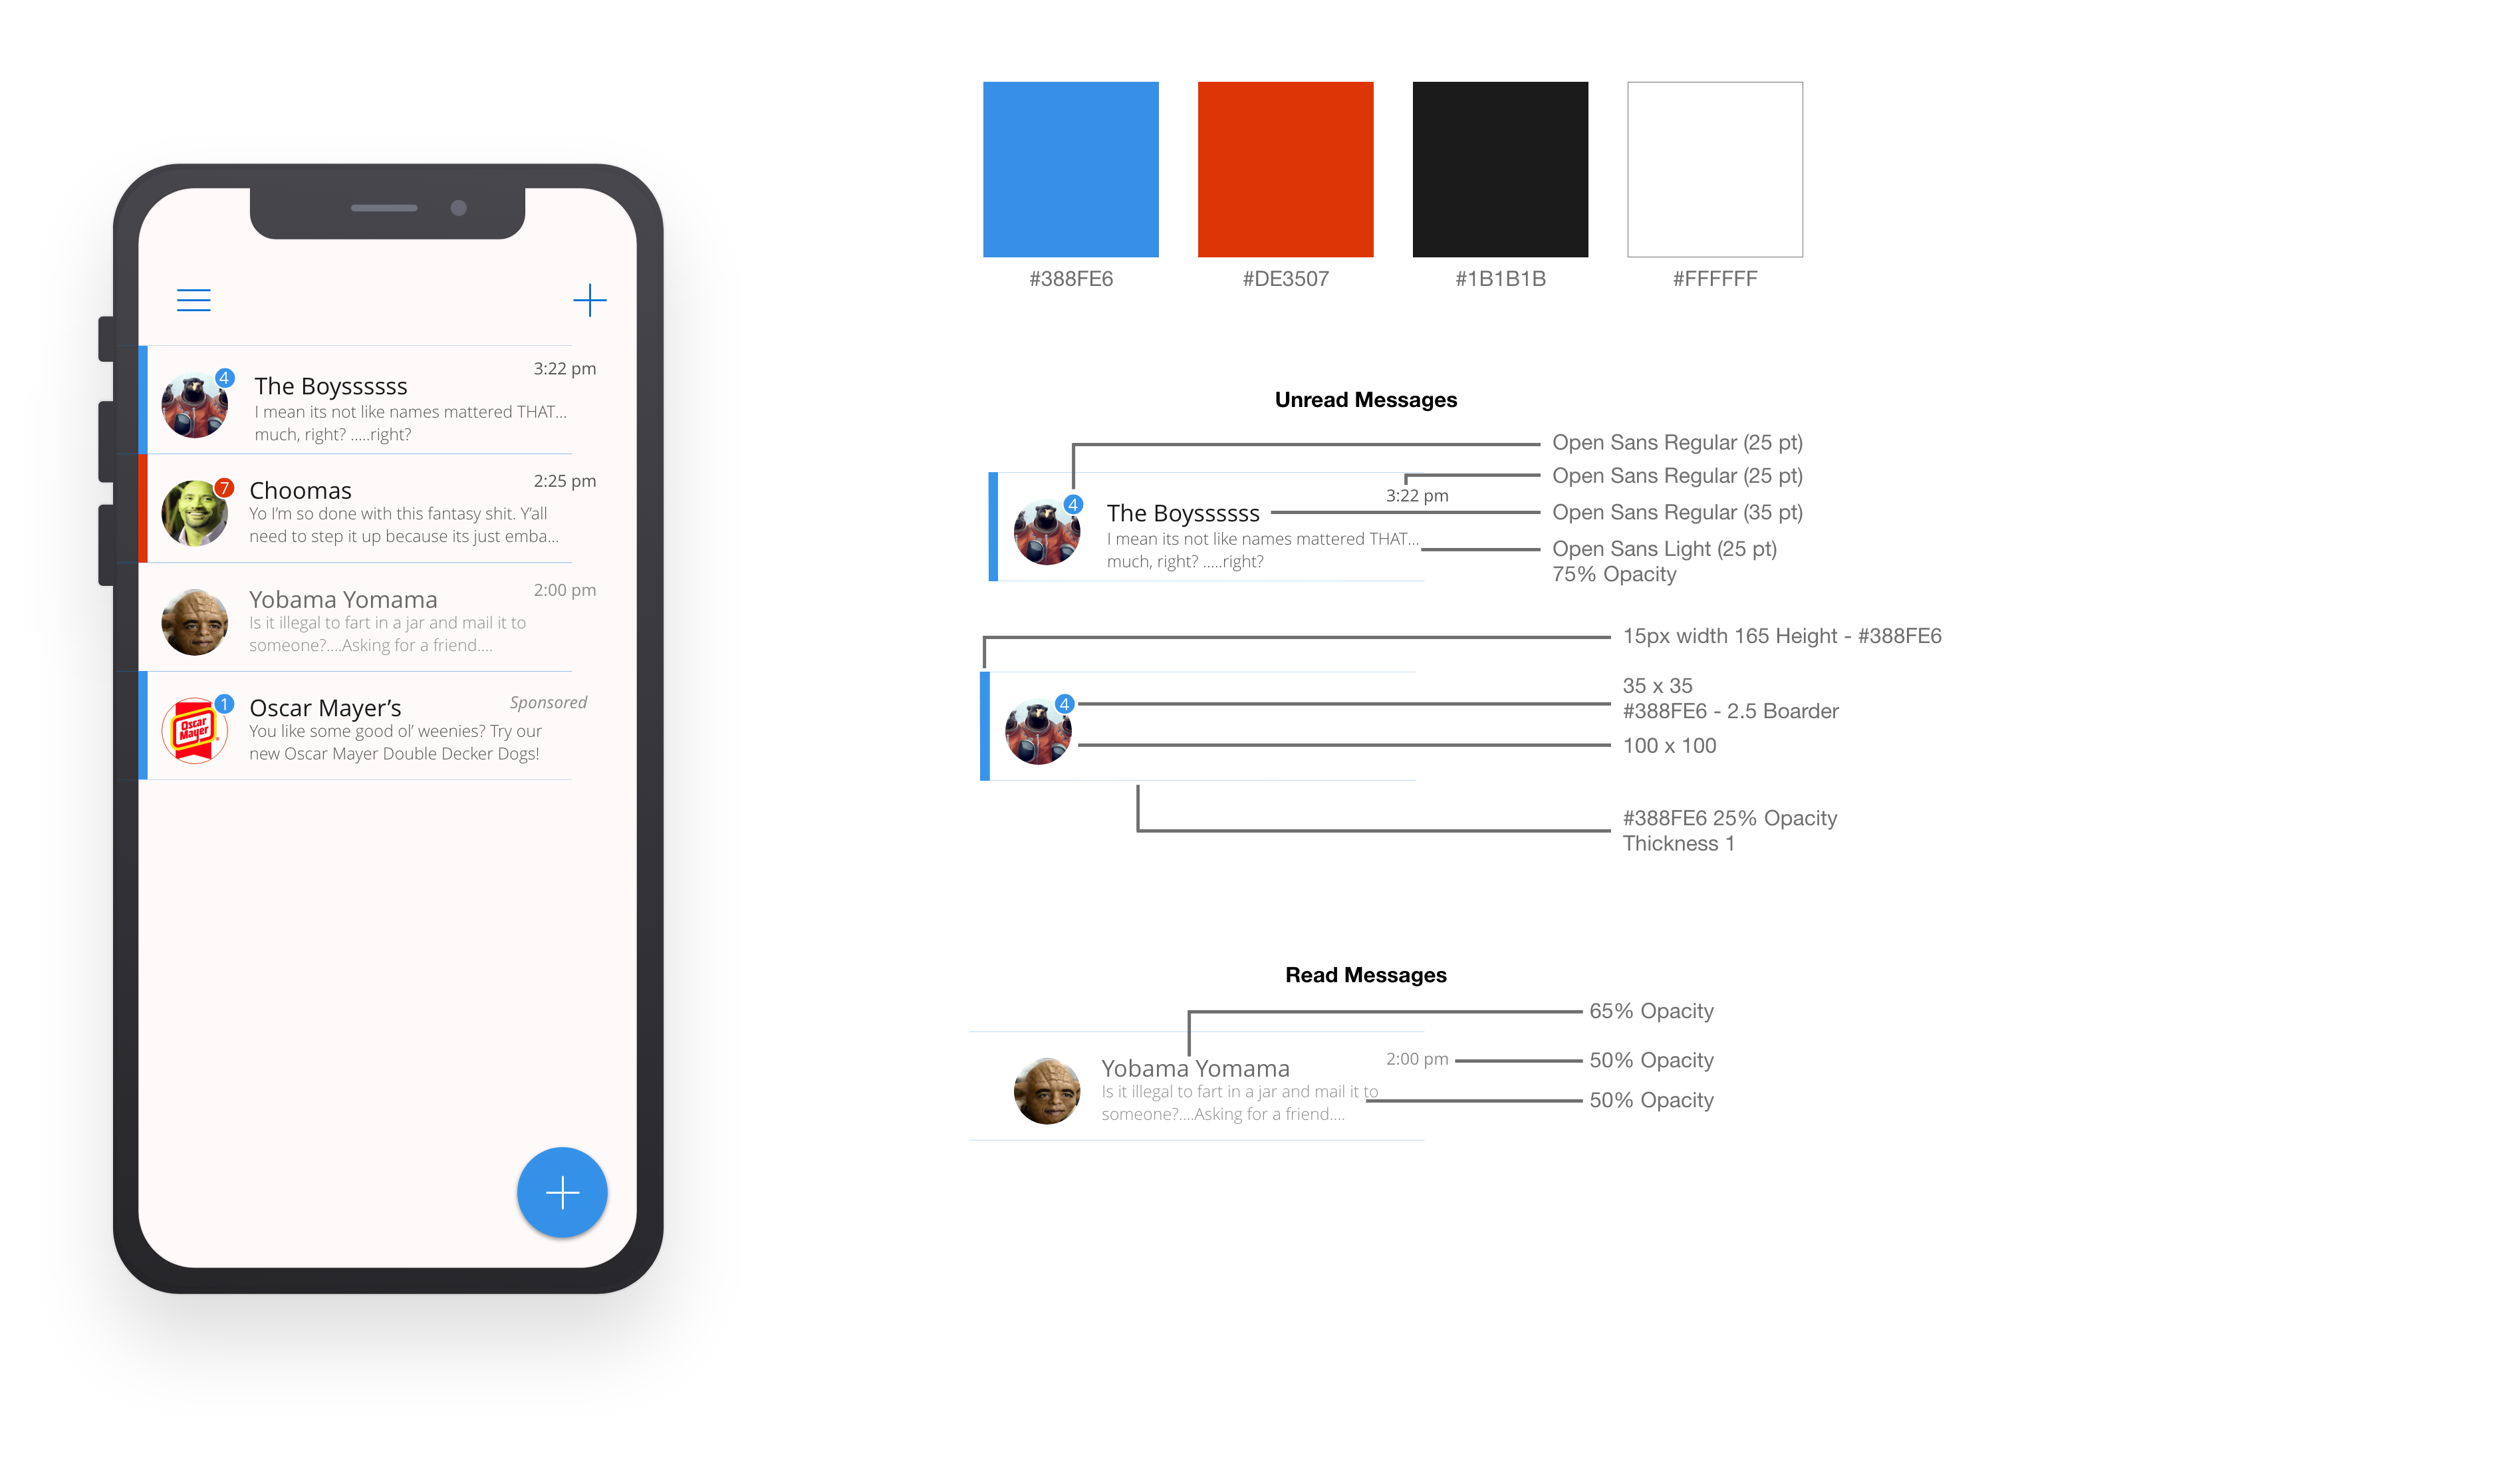 3:22 pm
4
The Boyssssss
I mean its not like names mattered THAT...
much, right? .....right?
2:25 pm
7
Choomas
Yo I’m so done with this fantasy shit. Y’all
need to step it up because its just emba...
2:00 pm
Yobama Yomama
Is it illegal to fart in a jar and mail it to
someone?....Asking for a friend....
1
Oscar Mayer’s
Sponsored
Oscar
Mayer
You like some good ol’ weenies? Try our
new Oscar Mayer Double Decker Dogs!
#388FE6
#DE3507
#1B1B1B
#FFFFFF
Unread Messages
Open Sans Regular (25 pt)
Open Sans Regular (25 pt)
3:22 pm
4
The Boyssssss
Open Sans Regular (35 pt)
I mean its not like names mattered THAT...
much, right? .....right?
Open Sans Light (25 pt)
75% Opacity
15px width 165 Height - #388FE6
4
35 x 35
#388FE6 - 2.5 Boarder
100 x 100
#388FE6 25% Opacity
Thickness 1
Read Messages
65% Opacity
Yobama Yomama
2:00 pm
50% Opacity
Is it illegal to fart in a jar and mail it to
someone?....Asking for a friend....
50% Opacity